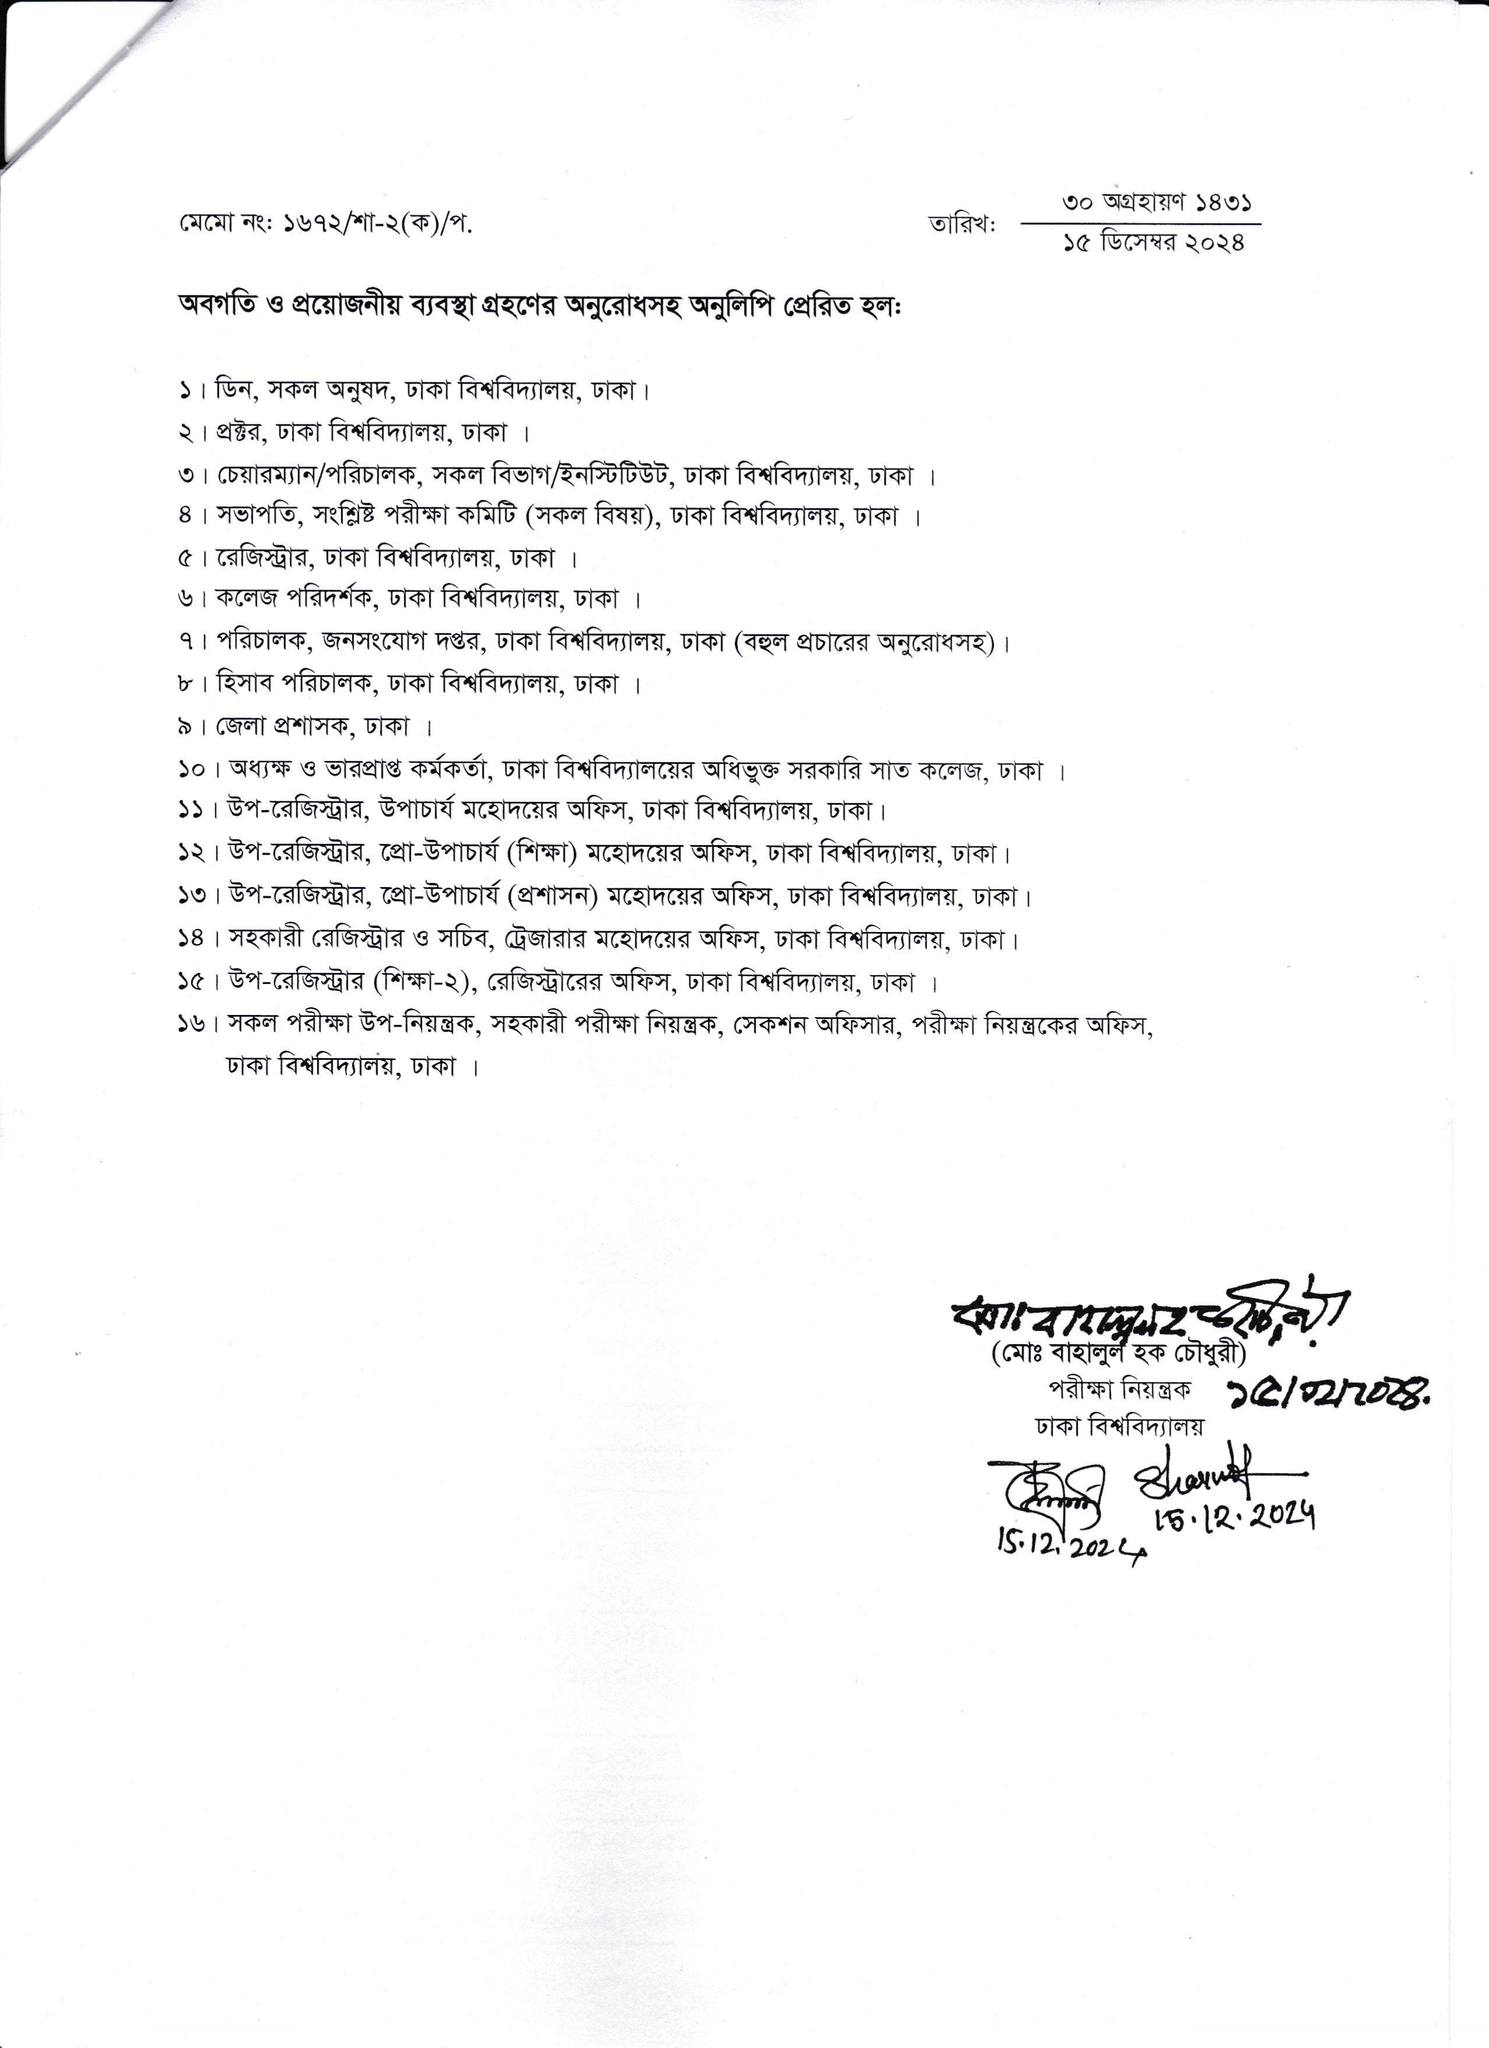 ৩০ অগ্রহায়ণ ১৪৩১
মেমো নং: ১৬৭২/শা-২(ক)/প.
তারিখ:
১৫ ডিসেম্বর ২০২৪
অবগতি ও প্রয়োজনীয় ব্যবস্থা গ্রহণের অনুরোধসহ অনুলিপি প্রেরিত হল:
১। ডিন, সকল অনুষদ, ঢাকা বিশ্ববিদ্যালয়, ঢাকা।
২। প্রক্টর, ঢাকা বিশ্ববিদ্যালয়, ঢাকা ।
৩। চেয়ারম্যান/পরিচালক, সকল বিভাগ/ইনস্টিটিউট, ঢাকা বিশ্ববিদ্যালয়, ঢাকা ।
৪। সভাপতি, সংশ্লিষ্ট পরীক্ষা কমিটি (সকল বিষয়), ঢাকা বিশ্ববিদ্যালয়, ঢাকা ।
৫। রেজিস্ট্রার, ঢাকা বিশ্ববিদ্যালয়, ঢাকা ।
৬। কলেজ পরিদর্শক, ঢাকা বিশ্ববিদ্যালয়, ঢাকা ।
৭। পরিচালক, জনসংযোগ দপ্তর, ঢাকা বিশ্ববিদ্যালয়, ঢাকা (বহুল প্রচারের অনুরোধসহ)।
৮। হিসাব পরিচালক, ঢাকা বিশ্ববিদ্যালয়, ঢাকা ।
৯। জেলা প্রশাসক, ঢাকা ।
১০। অধ্যক্ষ ও ভারপ্রাপ্ত কর্মকর্তা, ঢাকা বিশ্ববিদ্যালয়ের অধিভুক্ত সরকারি সাত কলেজ, ঢাকা ।
১১। উপ-রেজিস্ট্রার, উপাচার্য মহোদয়ের অফিস, ঢাকা বিশ্ববিদ্যালয়, ঢাকা।
১২। উপ-রেজিস্ট্রার, প্রো-উপাচার্য (শিক্ষা) মহোদয়ের অফিস, ঢাকা বিশ্ববিদ্যালয়, ঢাকা।
১৩। উপ-রেজিস্ট্রার, প্রো-উপাচার্য (প্রশাসন) মহোদয়ের অফিস, ঢাকা বিশ্ববিদ্যালয়, ঢাকা।
১৪। সহকারী রেজিস্ট্রার ও সচিব, ট্রেজারার মহোদয়ের অফিস, ঢাকা বিশ্ববিদ্যালয়, ঢাকা।
১৫। উপ-রেজিস্ট্রার (শিক্ষা-২), রেজিস্ট্রারের অফিস, ঢাকা বিশ্ববিদ্যালয়, ঢাকা ।
১৬। সকল পরীক্ষা উপ-নিয়ন্ত্রক, সহকারী পরীক্ষা নিয়ন্ত্রক, সেকশন অফিসার, পরীক্ষা নিয়ন্ত্রকের অফিস,
ঢাকা বিশ্ববিদ্যালয়, ঢাকা ।
(মোঃ বাহালুল হক চৌধুরী)
পরীক্ষা নিয়ন্ত্রক
ঢাকা বিশ্ববিদ্যালয়
15.12.2024
15.12.2024